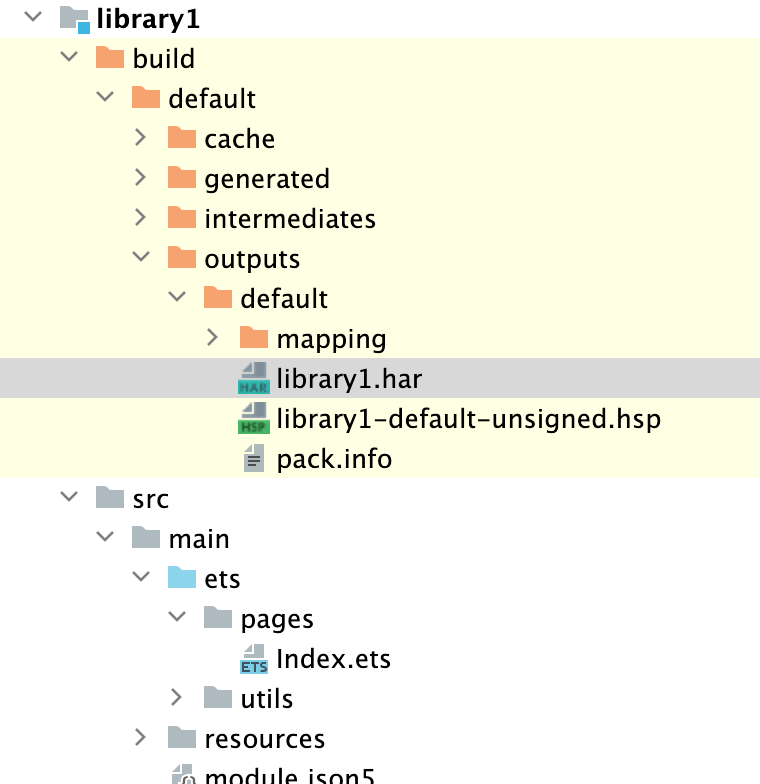 library1
build
default
cache
generated
intermediates
outputs
default
mapping
HAR library1.har
HSP library1-default-unsigned.hsp
pack.info
src
main
ets
pages
ETS Index.ets
utils
resources
module.json5